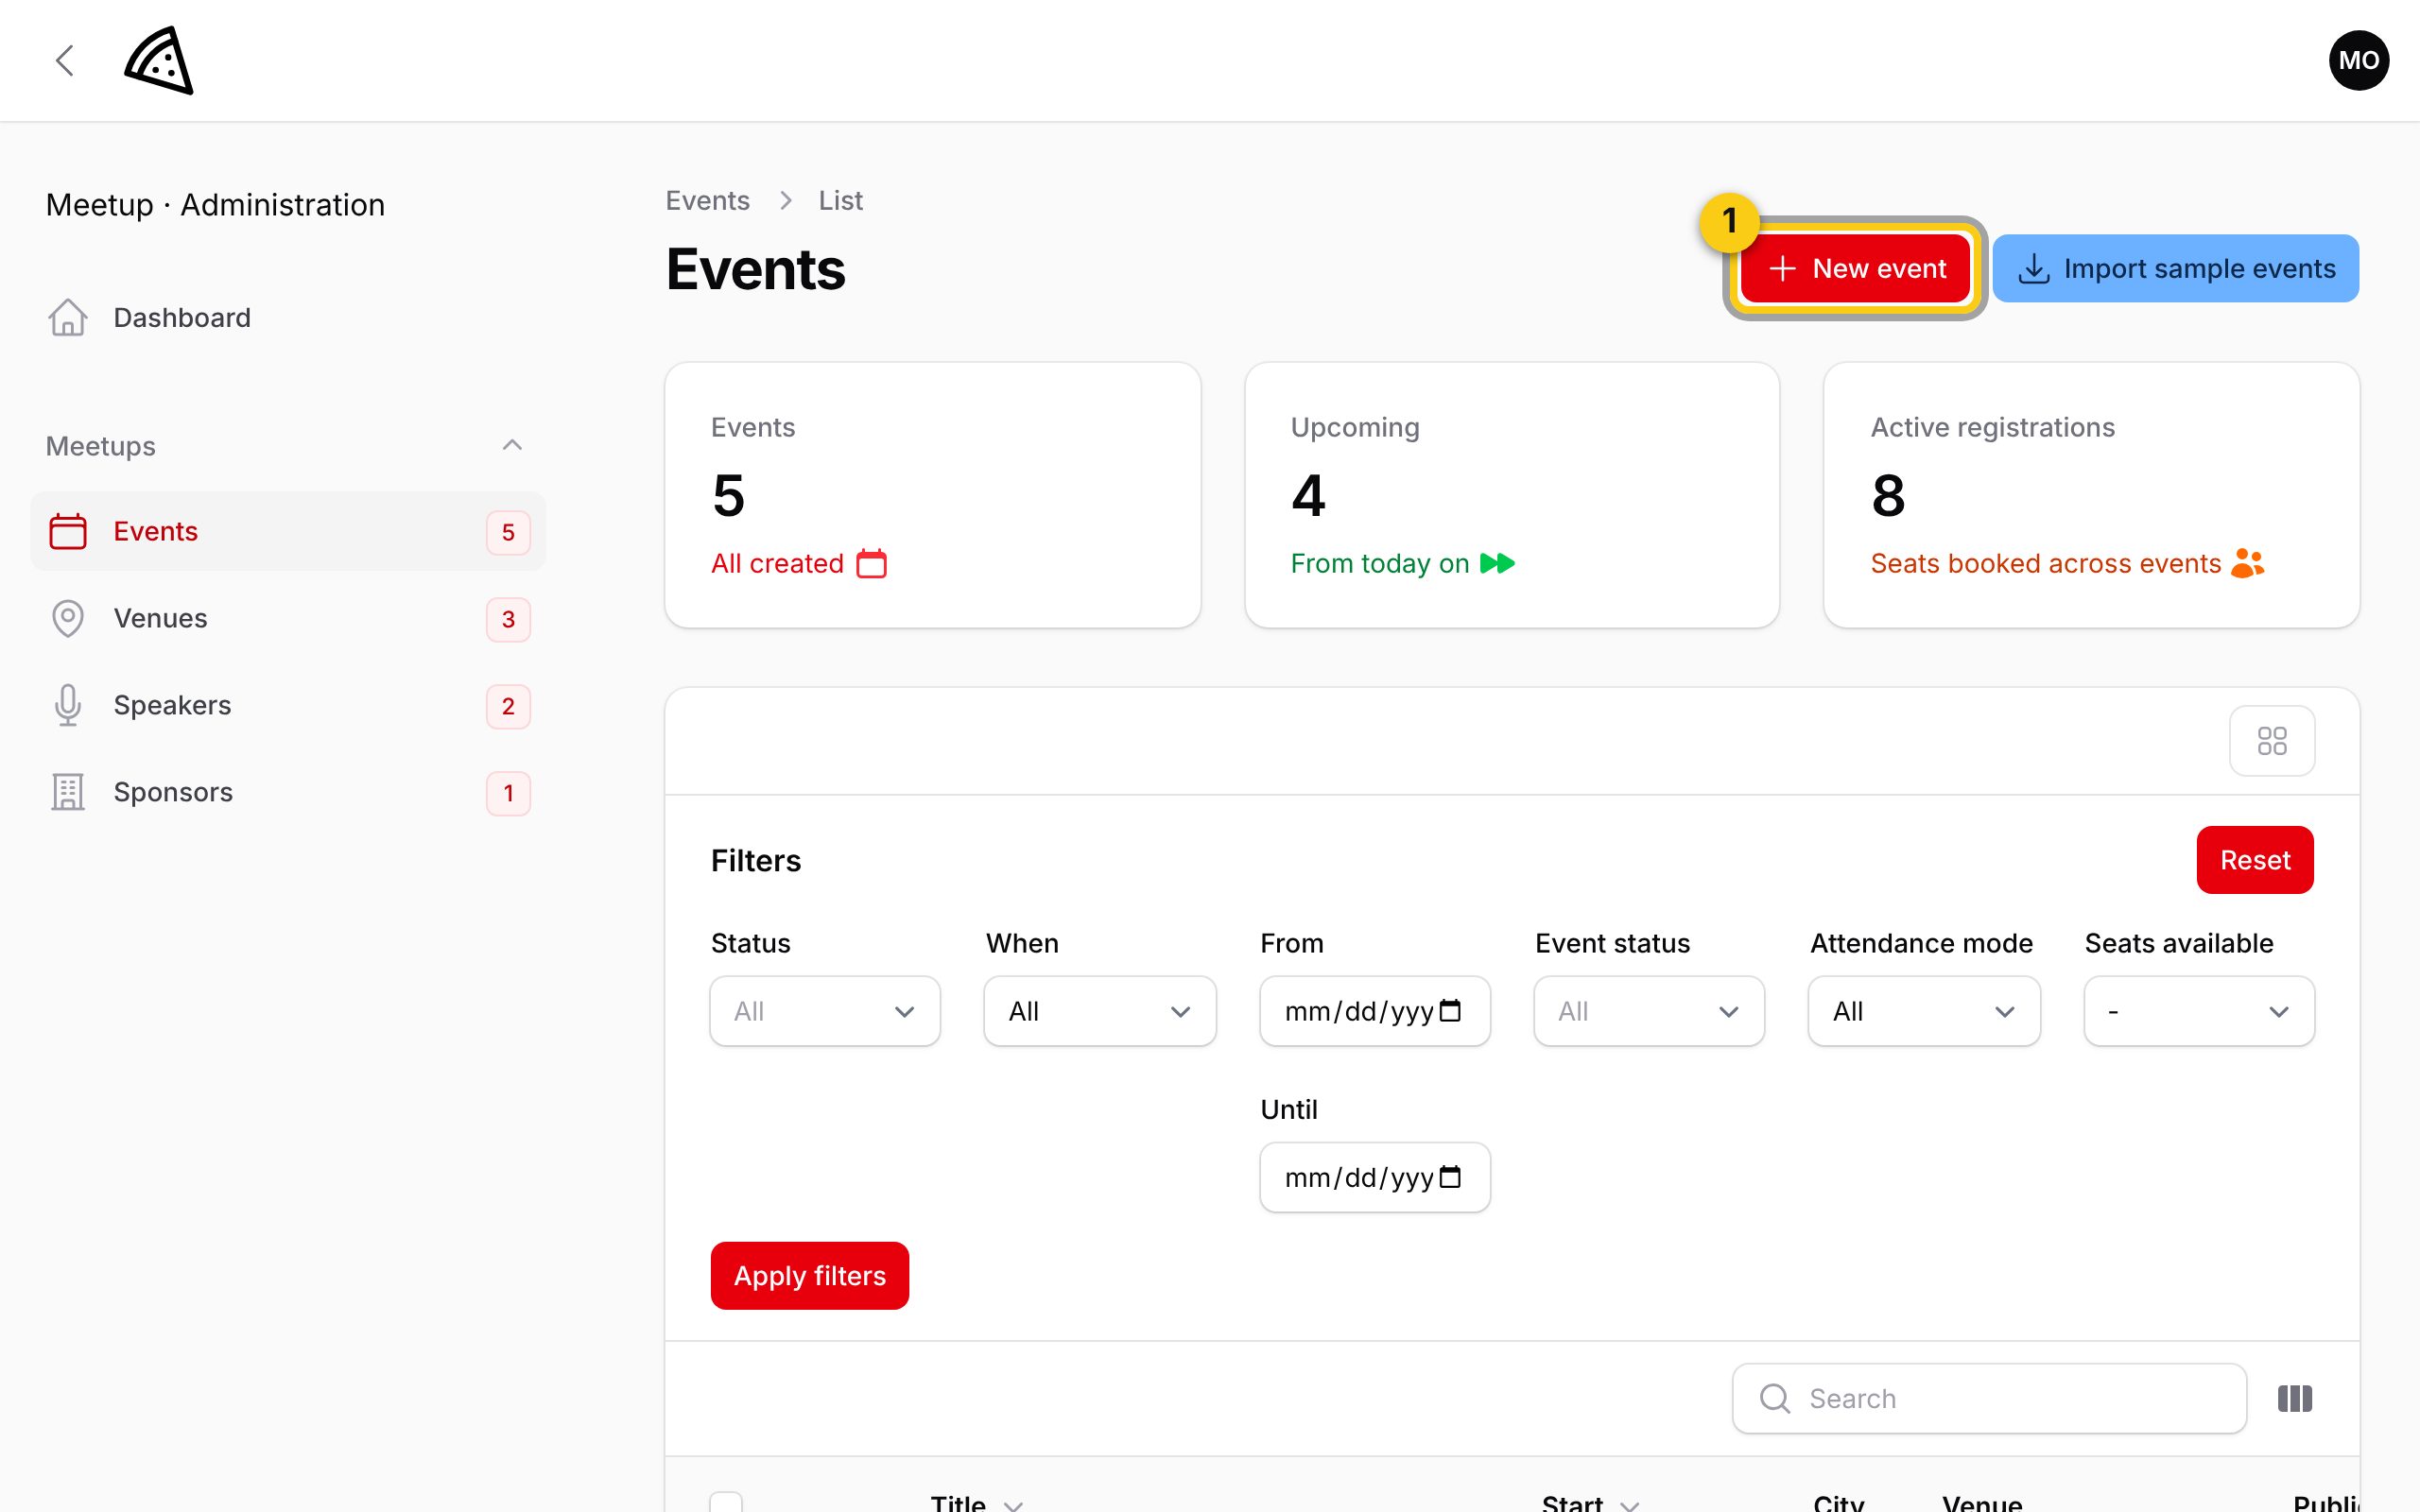 MO
Meetup · Administration
Dashboard
Meetups
Events 5
Venues 3
Speakers 2
Sponsors 1
Events > List
Events
1
+ New event
Import sample events
Events
5
All created
Upcoming
4
From today on
Active registrations
8
Seats booked across events
Filters
Reset
Status When From Event status Attendance mode Seats available
All All mm/dd/yyy All All -
Until
mm/dd/yyy
Apply filters
Search
Title Start City Venue